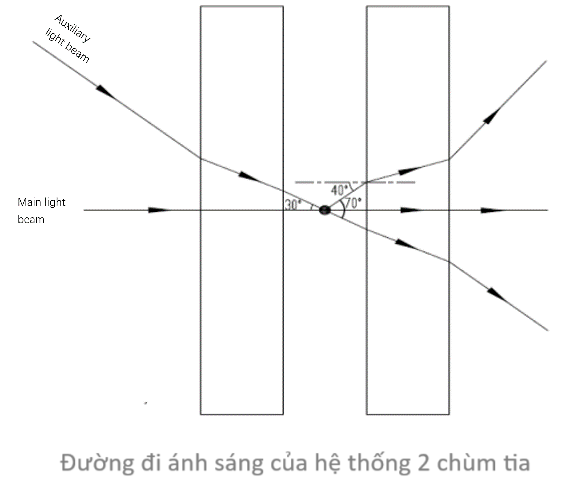 Auxiliary
light beam
40°
Main light
beam
30°
70°
Đường đi ánh sáng của hệ thống 2 chùm tia